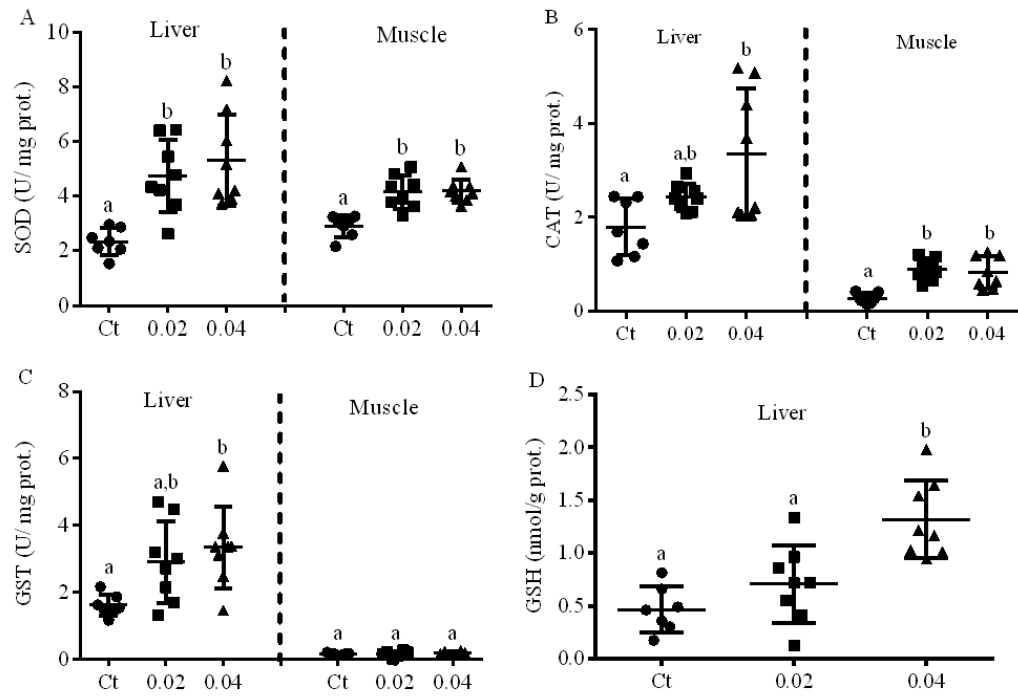 A
Liver
Muscle
b
b
b
b
a
a
SOD (U/ mg prot.)
10
8
6
4
2
0
Ct
0.02
0.04
Ct
0.02
0.04
B
Liver
Muscle
b
a,b
a
b
b
a
CAT (U/ mg prot.)
6
4
2
0
Ct
0.02
0.04
Ct
0.02
0.04
C
Liver
Muscle
b
a,b
a
a
a
a
GST (U/ mg prot.)
8
6
4
2
0
Ct
0.02
0.04
Ct
0.02
0.04
D
Liver
b
a
a
GSH (nmol/g prot.)
2.5
2.0
1.5
1.0
0.5
0.0
Ct
0.02
0.04